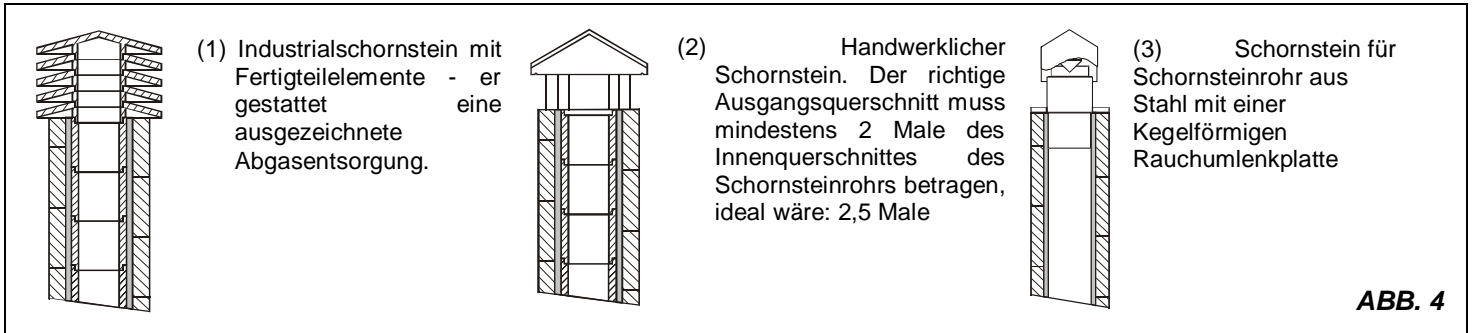 (1) Industrialschornstein mit
Fertigteilelemente - er
gestattet eine
ausgezeichnete
Abgasentsorgung.
(2) Handwerklicher
Schornstein. Der richtige
Ausgangsquerschnitt muss
mindestens 2 Male des
Innenquerschnittes des
Schornsteinrohrs betragen,
ideal wäre: 2,5 Male
(3) Schornstein für
Schornsteinrohr aus
Stahl mit einer
Kegelförmigen
Rauchumlenkplatte
ABB. 4